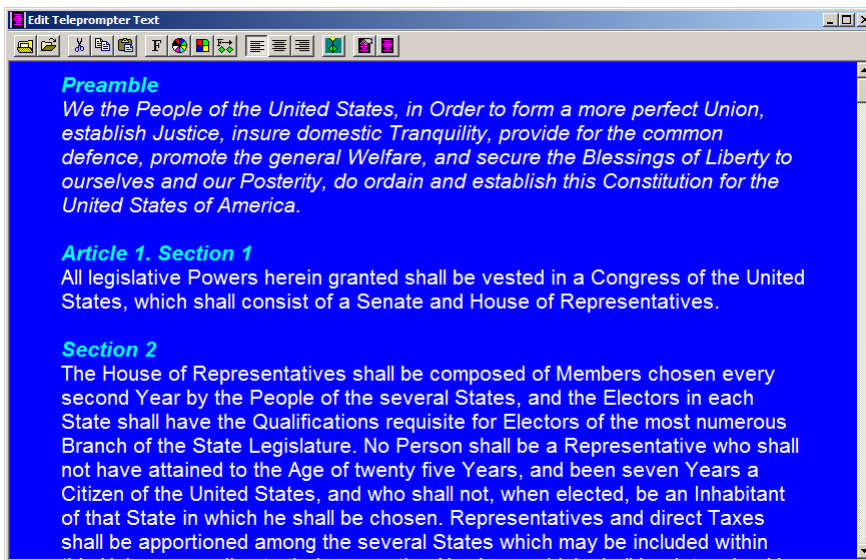 Edit Teleprompter Text
F
Preamble
We the People of the United States, in Order to form a more perfect Union,
establish Justice, insure domestic Tranquility, provide for the common
defence, promote the general Welfare, and secure the Blessings of Liberty to
ourselves and our Posterity, do ordain and establish this Constitution for the
United States of America.
Article 1. Section 1
All legislative Powers herein granted shall be vested in a Congress of the United
States, which shall consist of a Senate and House of Representatives.
Section 2
The House of Representatives shall be composed of Members chosen every
second Year by the People of the several States, and the Electors in each
State shall have the Qualifications requisite for Electors of the most numerous
Branch of the State Legislature. No Person shall be a Representative who shall
not have attained to the Age of twenty five Years, and been seven Years a
Citizen of the United States, and who shall not, when elected, be an Inhabitant
of that State in which he shall be chosen. Representatives and direct Taxes
shall be apportioned among the several States which may be included within